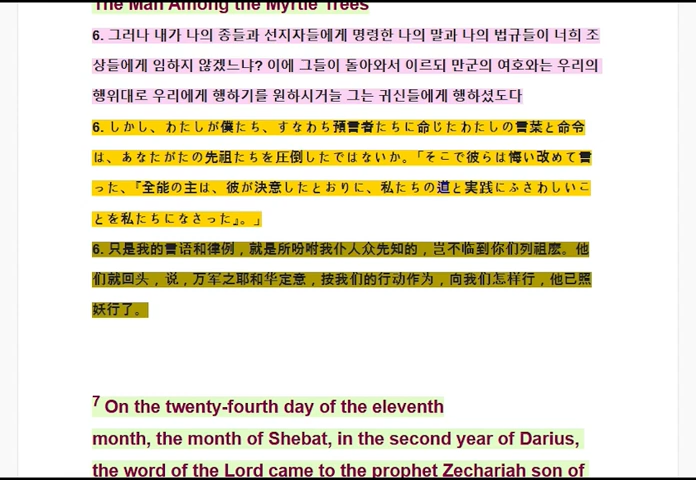 The Man Among the Myrtle Trees
6. 그러나 내가 나의 종들과 선지자들에게 명령한 나의 말과 나의 법규들이 너희 조
상들에게 임하지 않겠느냐? 이에 그들이 돌아와서 이르되 만군의 여호와는 우리의
행위대로 우리에게 행하기를 원하시거늘 그는 귀신들에게 행하셨도다
6. しかし、わたしが僕たち、すなわち預言者たちに命じたわたしの言葉と命令
は、あなたがたの先祖たちを圧倒したではないか。「そこで彼らは悔い改めて言
った、『全能の主は、彼が決意したとおりに、私たちの道と実践にふさわしいこ
とを私たちになさった』。」
6. 只是我的言语和律例，就是所吩咐我仆人众先知的，岂不临到你们列祖麽。他
们就回头，说，万军之耶和华定意，按我们的行动作为，向我们怎样行，他已照
妖行了。
7 On the twenty-fourth day of the eleventh
month, the month of Shebat, in the second year of Darius,
the word of the Lord came to the prophet Zechariah son of